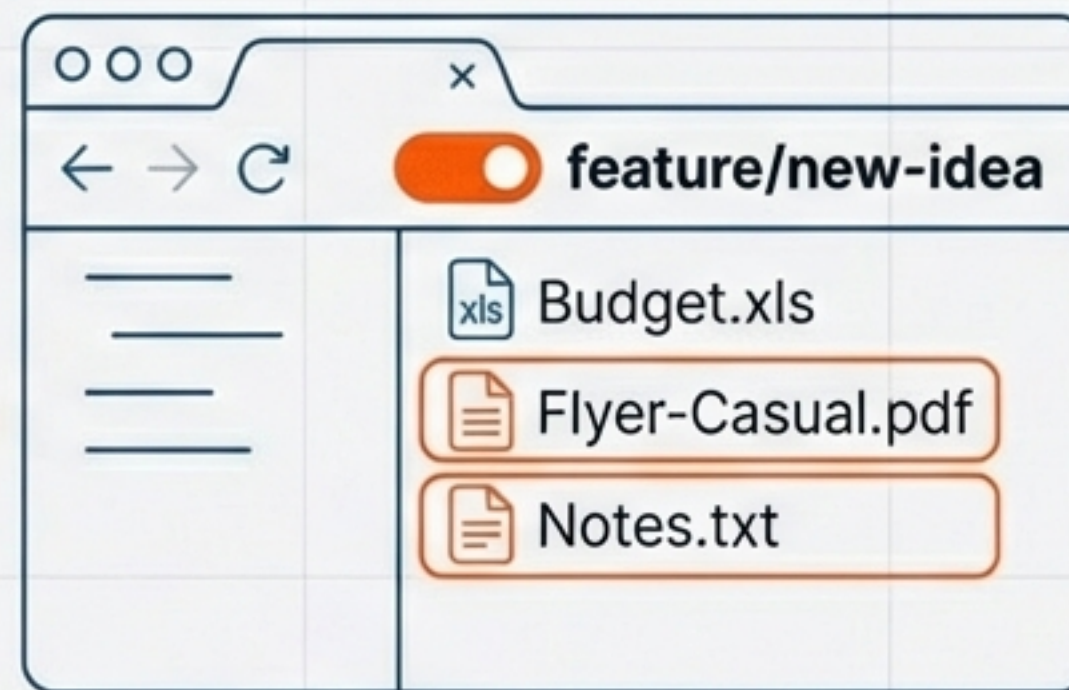 feature/new-idea
xls Budget.xls
Flyer-Casual.pdf
Notes.txt